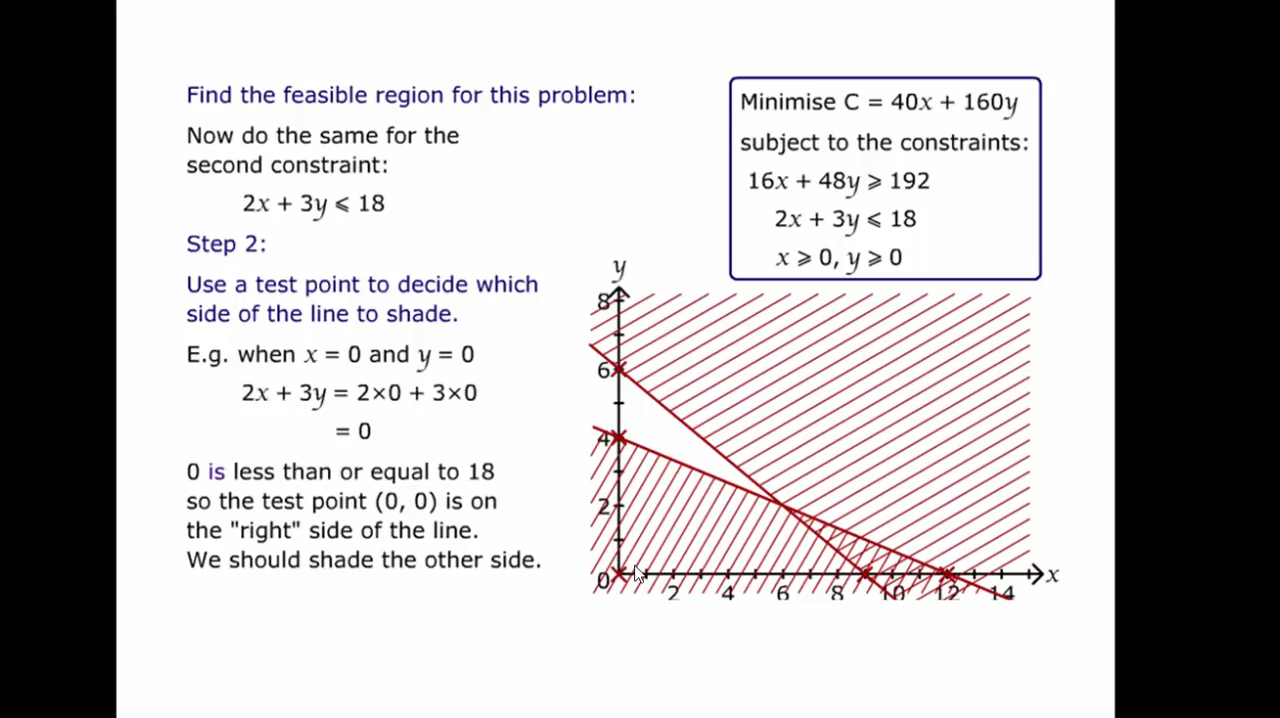 Find the feasible region for this problem:
Now do the same for the
second constraint:
2x + 3y ⩽ 18
Step 2:
Use a test point to decide which
side of the line to shade.
E.g. when x = 0 and y = 0
2x + 3y = 2×0 + 3×0
= 0
0 is less than or equal to 18
so the test point (0, 0) is on
the "right" side of the line.
We should shade the other side.
Minimise C = 40x + 160y
subject to the constraints:
16x + 48y ⩾ 192
2x + 3y ⩽ 18
x ⩾ 0, y ⩾ 0
y
8
6
4
2
0
2 4 6 8 10 12 14 x